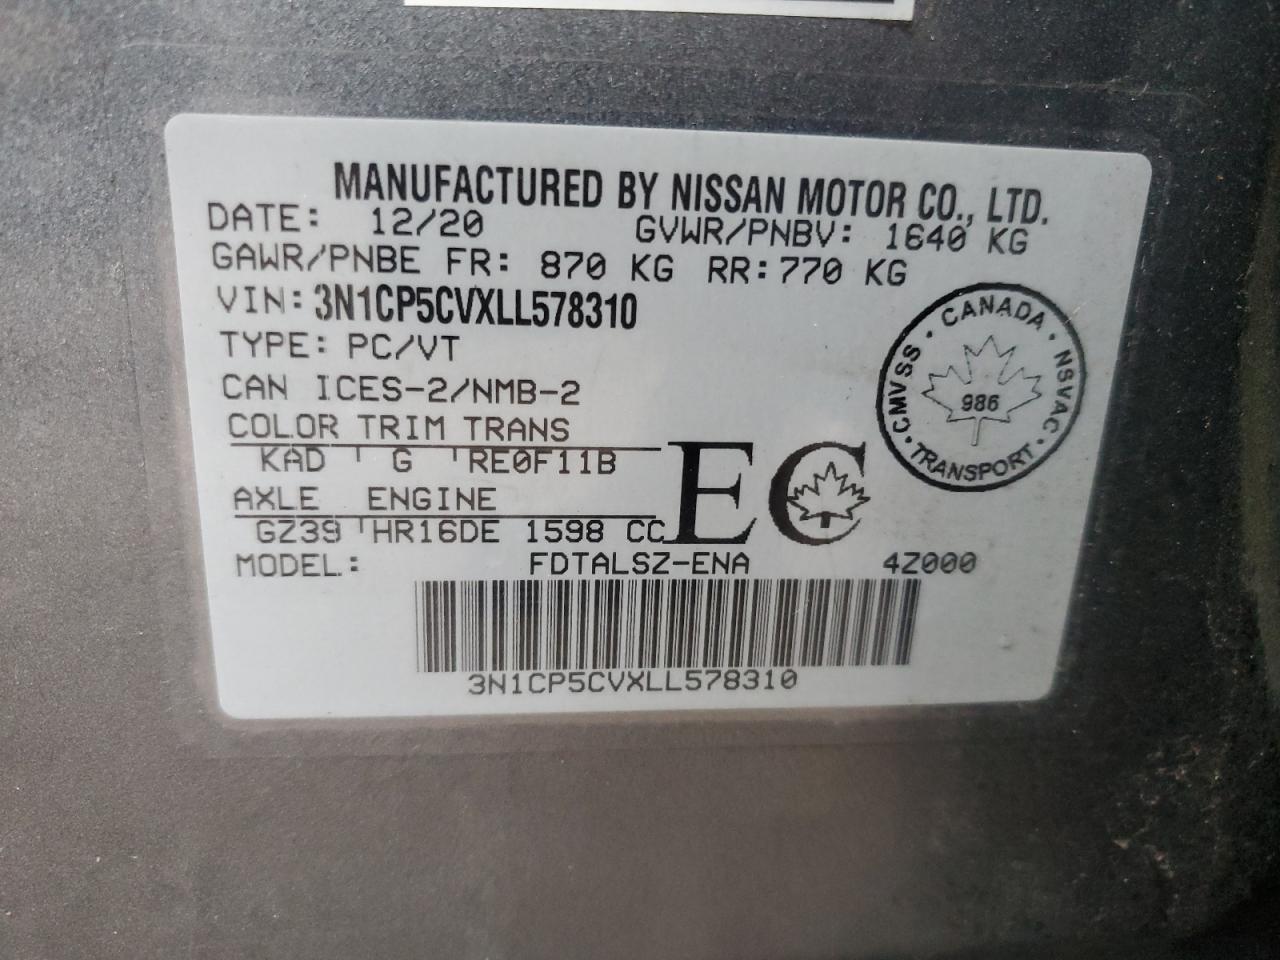 MANUFACTURED BY NISSAN MOTOR CO., LTD.
DATE: 12/20 GVWR/PNBV: 1640 KG
GAWR/PNBE FR: 870 KG RR: 770 KG
VIN: 3N1CP5CVXLL578310
TYPE: PC/VT
CAN ICES-2/NMB-2
COLOR TRIM TRANS
KAD G RE0F11B
AXLE ENGINE
GZ39 HR16DE 1598 CC
EC
CANADA · NSVAC · TRANSPORT · CMVSS ·
986
MODEL: FDTALSZ-ENA 4Z000
3N1CP5CVXLL578310